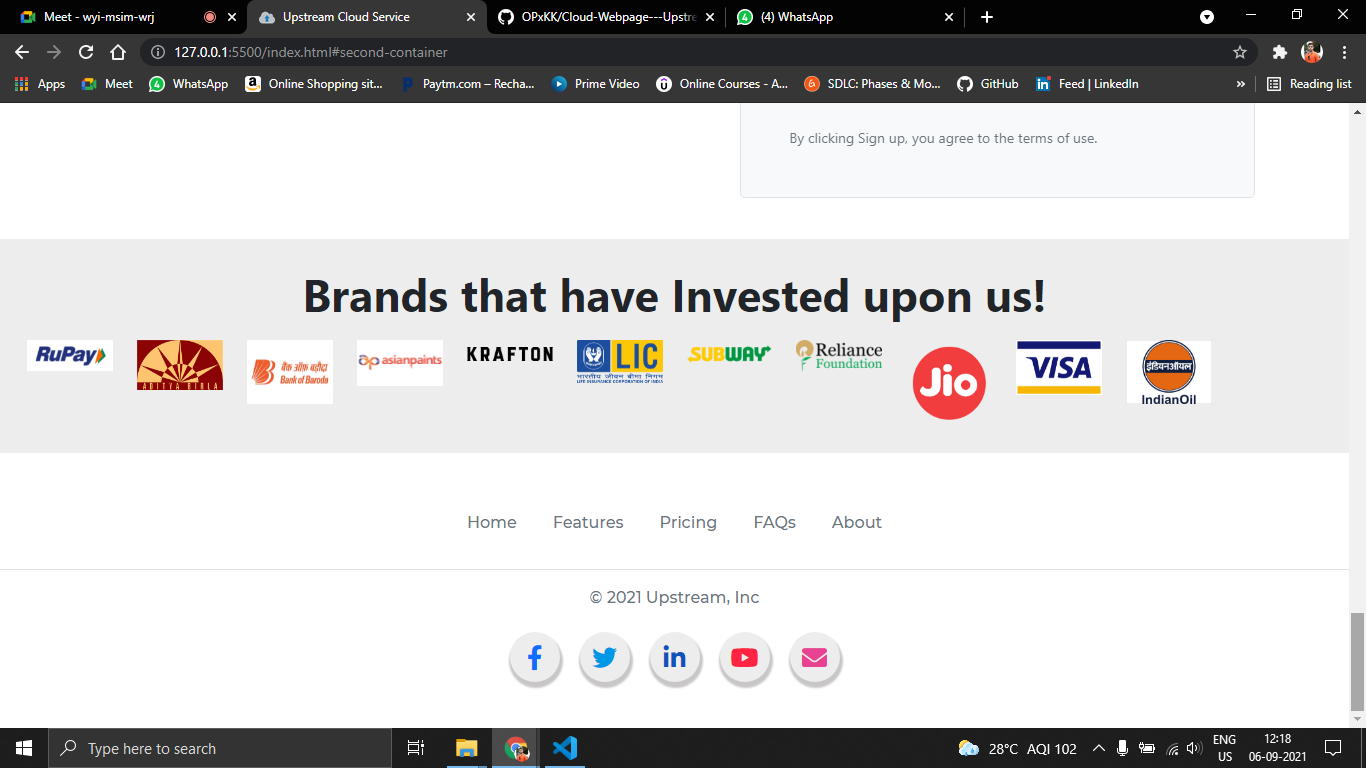 Meet - wyi-msim-wrj
Upstream Cloud Service
OPxKK/Cloud-Webpage---Upstre
4 (4) WhatsApp
127.0.0.1:5500/index.html#second-container
Apps
Meet
4 WhatsApp
Online Shopping sit...
Paytm.com – Recha...
Prime Video
Online Courses - A...
SDLC: Phases & Mo...
GitHub
Feed | LinkedIn
»
Reading list
By clicking Sign up, you agree to the terms of use.
Brands that have Invested upon us!
RuPay
ADITYA BIRLA
बैंक ऑफ़ बड़ौदा
Bank of Baroda
ap asianpaints
KRAFTON
LIC
भारतीय जीवन बीमा निगम
LIFE INSURANCE CORPORATION OF INDIA
SUBWAY
Reliance
Foundation
Jio
VISA
इंडियनऑयल
IndianOil
Home Features Pricing FAQs About
© 2021 Upstream, Inc
Type here to search
28°C AQI 102
ENG
US
12:18
06-09-2021